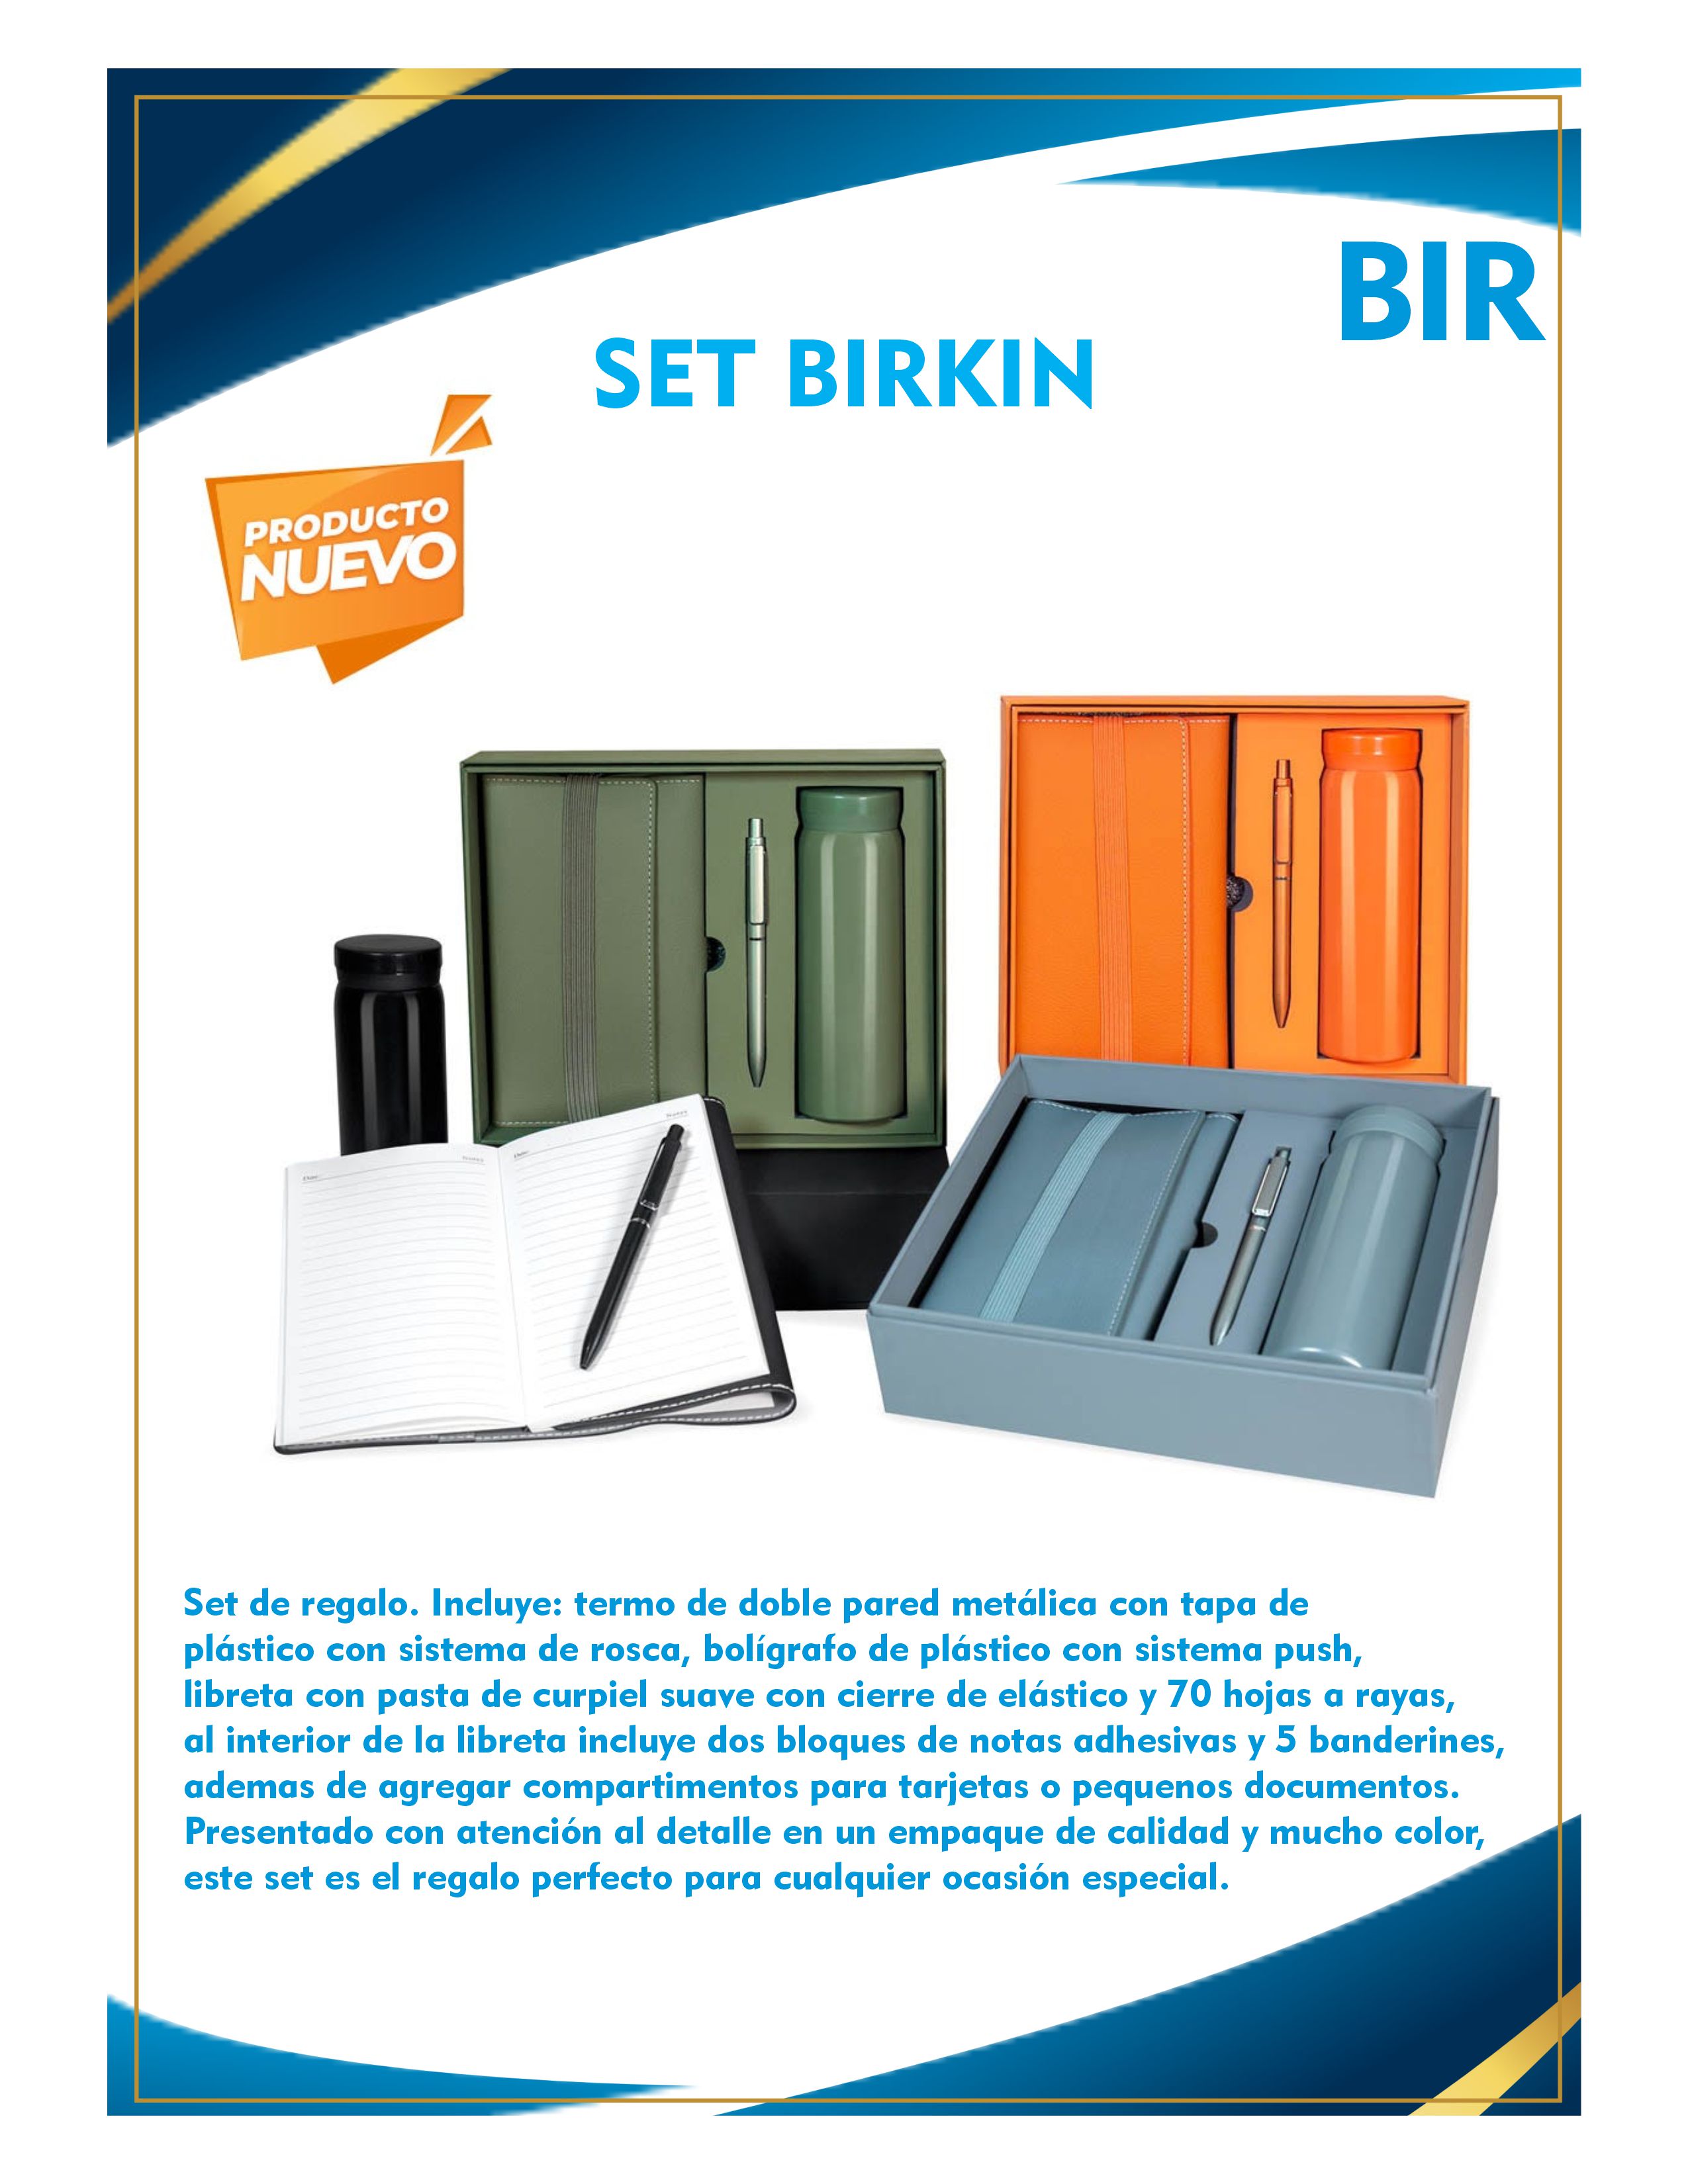 BIR
SET BIRKIN
PRODUCTO
NUEVO
Set de regalo. Incluye: termo de doble pared metálica con tapa de
plástico con sistema de rosca, bolígrafo de plástico con sistema push,
libreta con pasta de curpiel suave con cierre de elástico y 70 hojas a rayas,
al interior de la libreta incluye dos bloques de notas adhesivas y 5 banderines,
ademas de agregar compartimentos para tarjetas o pequenos documentos.
Presentado con atención al detalle en un empaque de calidad y mucho color,
este set es el regalo perfecto para cualquier ocasión especial.